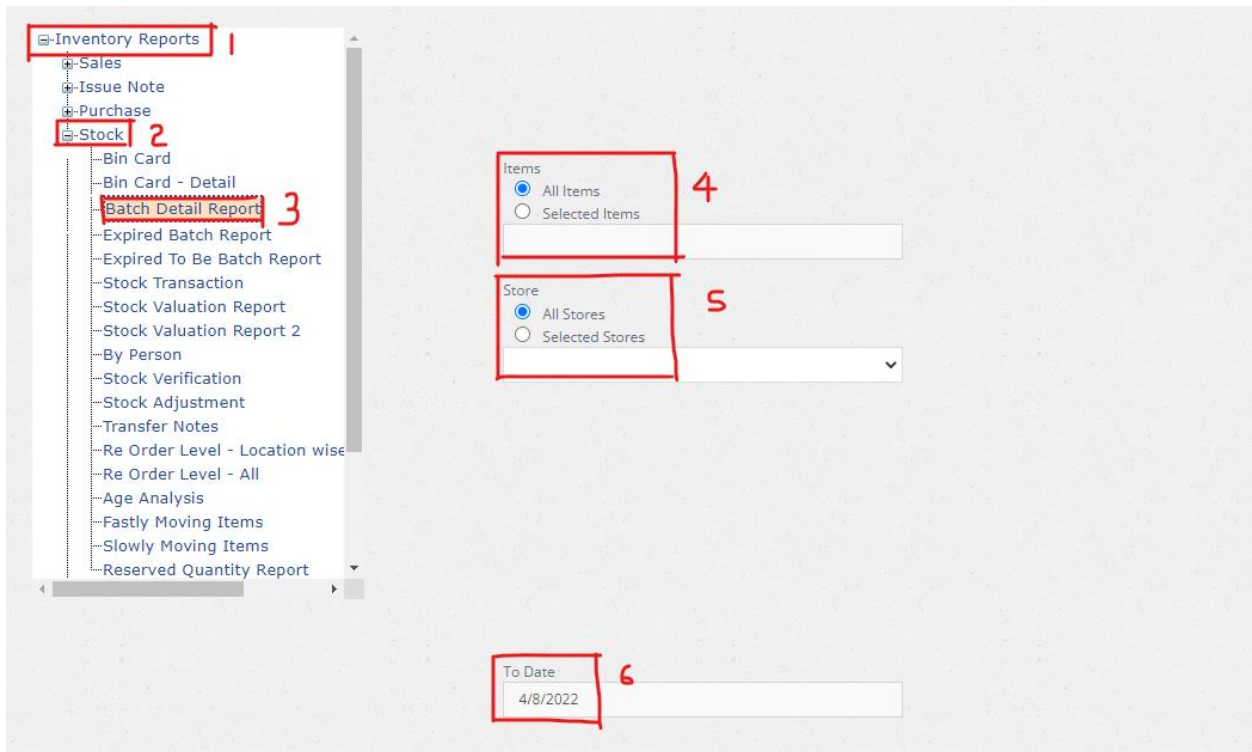 Inventory Reports 1
Sales
Issue Note
Purchase
Stock 2
Bin Card
Bin Card - Detail
Batch Detail Report 3
Expired Batch Report
Expired To Be Batch Report
Stock Transaction
Stock Valuation Report
Stock Valuation Report 2
By Person
Stock Verification
Stock Adjustment
Transfer Notes
Re Order Level - Location wise
Re Order Level - All
Age Analysis
Fastly Moving Items
Slowly Moving Items
Reserved Quantity Report
Items
All Items 4
Selected Items
Store
All Stores 5
Selected Stores
To Date 6
4/8/2022